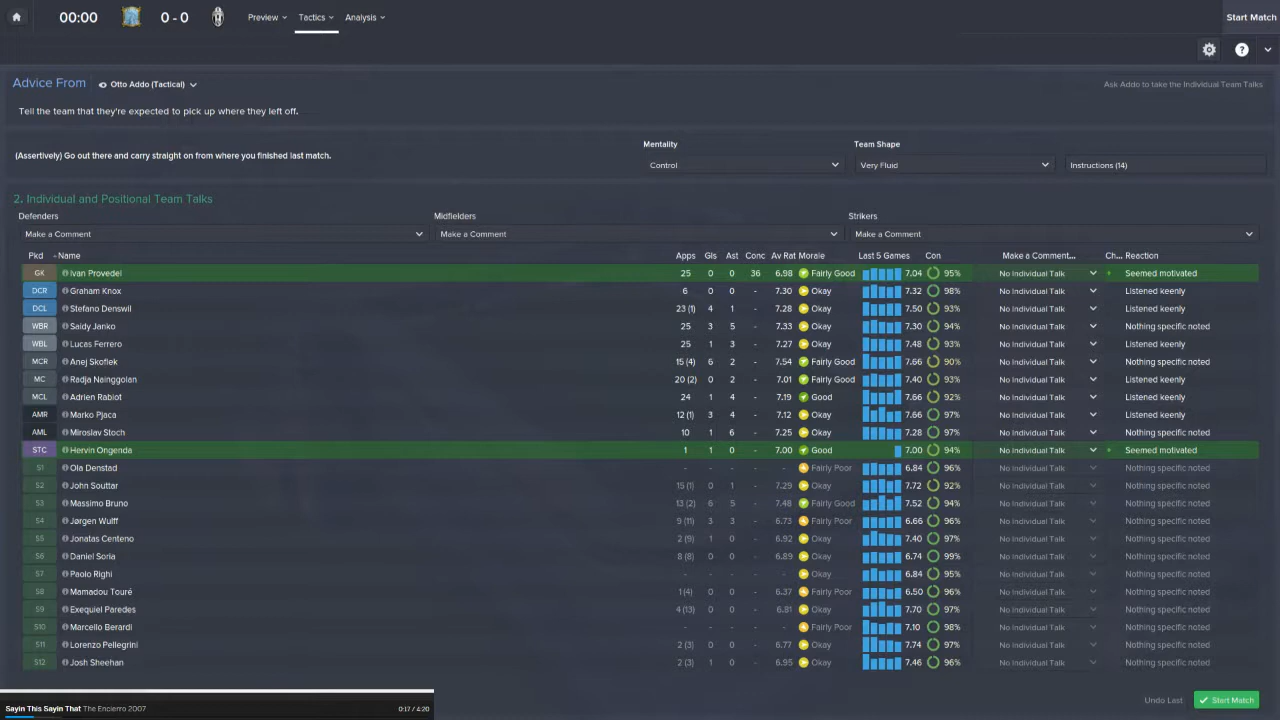 00:00 0 - 0 Preview Tactics Analysis Start Match
Advice From Otto Addo (Tactical) Ask Addo to take the Individual Team Talks
Tell the team that they're expected to pick up where they left off.
Mentality Team Shape
(Assertively) Go out there and carry straight on from where you finished last match. Control Very Fluid Instructions (14)
2. Individual and Positional Team Talks
Defenders Midfielders Strikers
Make a Comment Make a Comment Make a Comment
Pkd Name Apps Gls Ast Conc Av Rat Morale Last 5 Games Con Make a Comment... Ch... Reaction
GK Ivan Provedel 25 0 0 36 6.98 Fairly Good 7.04 95% No Individual Talk Seemed motivated
DCR Graham Knox 6 0 0 - 7.30 Okay 7.32 98% No Individual Talk Listened keenly
DCL Stefano Denswil 23 (1) 4 1 - 7.28 Okay 7.50 93% No Individual Talk Listened keenly
WBR Saidy Janko 25 3 5 - 7.33 Okay 7.30 94% No Individual Talk Nothing specific noted
WBL Lucas Ferrero 25 1 3 - 7.27 Okay 7.48 93% No Individual Talk Listened keenly
MCR Anej Skoflek 15 (4) 6 2 - 7.54 Fairly Good 7.66 90% No Individual Talk Nothing specific noted
MC Radja Nainggolan 20 (2) 0 2 - 7.01 Fairly Good 7.40 93% No Individual Talk Listened keenly
MCL Adrien Rabiot 24 1 4 - 7.19 Good 7.66 92% No Individual Talk Listened keenly
AMR Marko Pjaca 12 (1) 3 4 - 7.12 Okay 7.66 97% No Individual Talk Listened keenly
AML Miroslav Stoch 10 1 6 - 7.25 Okay 7.28 97% No Individual Talk Nothing specific noted
STC Hervin Ongenda 1 1 0 - 7.00 Good 7.00 94% No Individual Talk Seemed motivated
S1 Ola Denstad - - - - - Fairly Poor 6.84 96% No Individual Talk Nothing specific noted
S2 John Souttar 15 (1) 0 1 - 7.29 Okay 7.72 92% No Individual Talk Nothing specific noted
S3 Massimo Bruno 13 (2) 6 5 - 7.48 Fairly Good 7.52 94% No Individual Talk Nothing specific noted
S4 Jørgen Wulff 9 (11) 3 3 - 6.73 Fairly Poor 6.66 96% No Individual Talk Nothing specific noted
S5 Jonatas Centeno 2 (9) 1 0 - 6.92 Okay 7.40 97% No Individual Talk Nothing specific noted
S6 Daniel Soria 8 (8) 0 0 - 6.89 Okay 6.74 99% No Individual Talk Nothing specific noted
S7 Paolo Righi - - - - - Okay 6.84 95% No Individual Talk Nothing specific noted
S8 Mamadou Touré 1 (4) 0 0 - 6.37 Fairly Poor 6.50 96% No Individual Talk Nothing specific noted
S9 Exequiel Paredes 4 (13) 0 0 - 6.81 Okay 7.70 97% No Individual Talk Nothing specific noted
S10 Marcello Berardi - - - - - Fairly Poor 7.10 98% No Individual Talk Nothing specific noted
S11 Lorenzo Pellegrini 2 (3) 0 0 - 6.77 Okay 7.74 97% No Individual Talk Nothing specific noted
S12 Josh Sheehan 2 (3) 1 0 - 6.95 Okay 7.46 96% No Individual Talk Nothing specific noted
Undo Last Start Match
Sayin This Sayin That The Encierro 2007 0:17 / 4:20